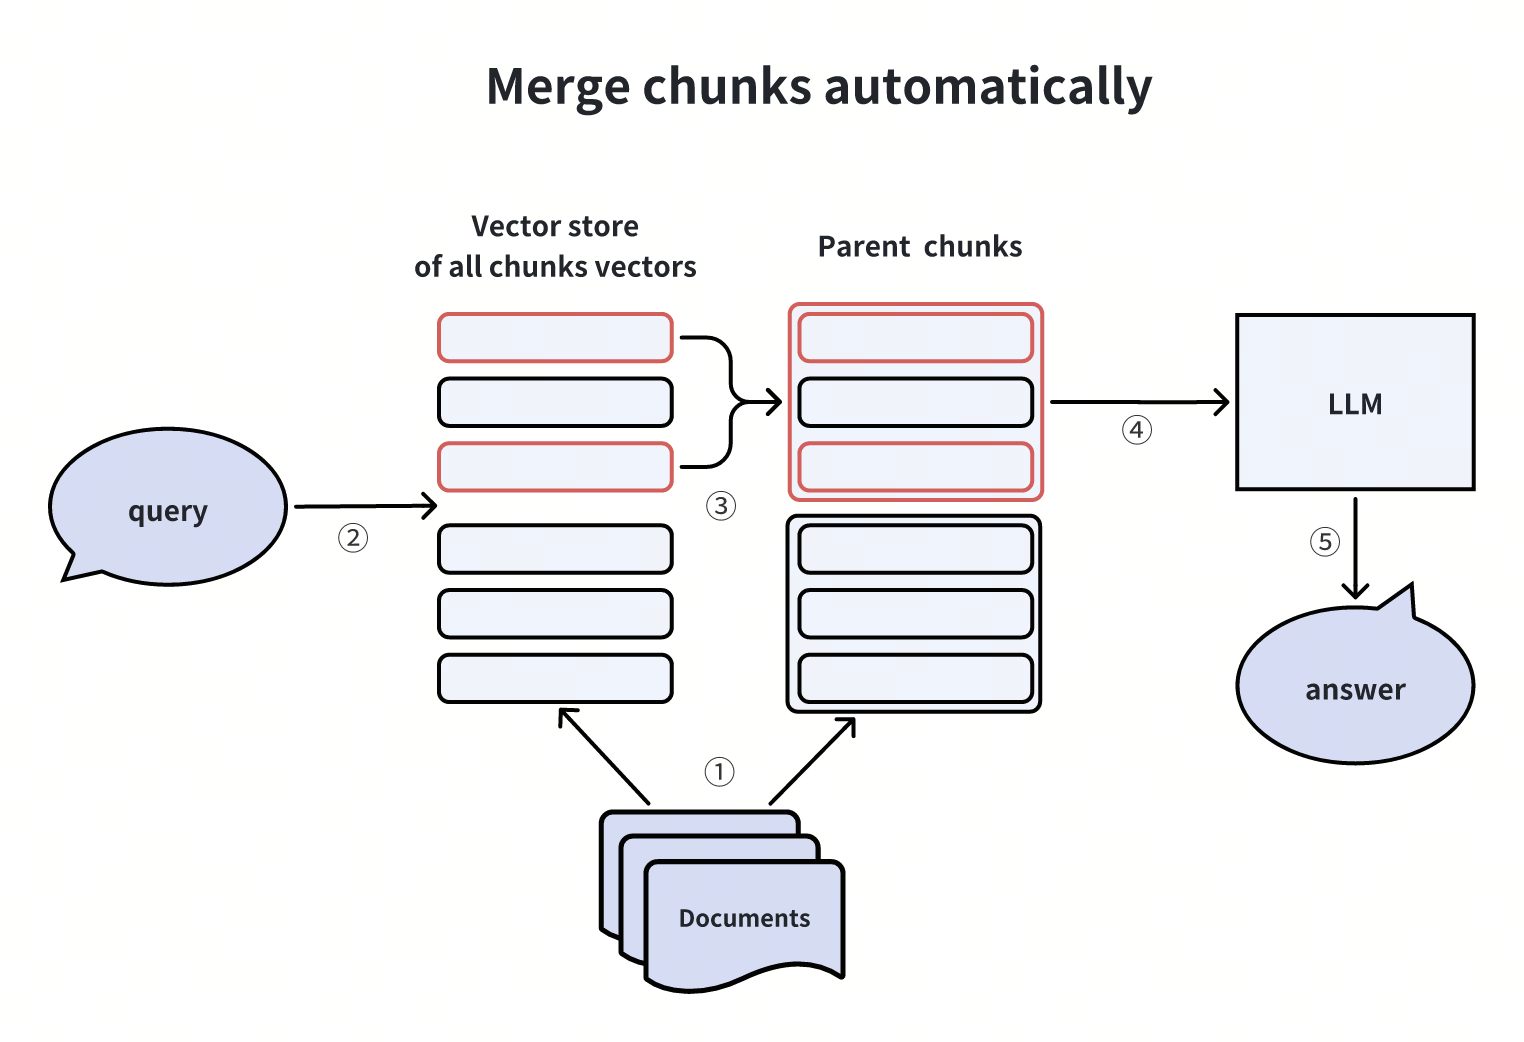 Merge chunks automatically
Vector store
of all chunks vectors
Parent  chunks
query
②
③
④
LLM
⑤
answer
①
Documents